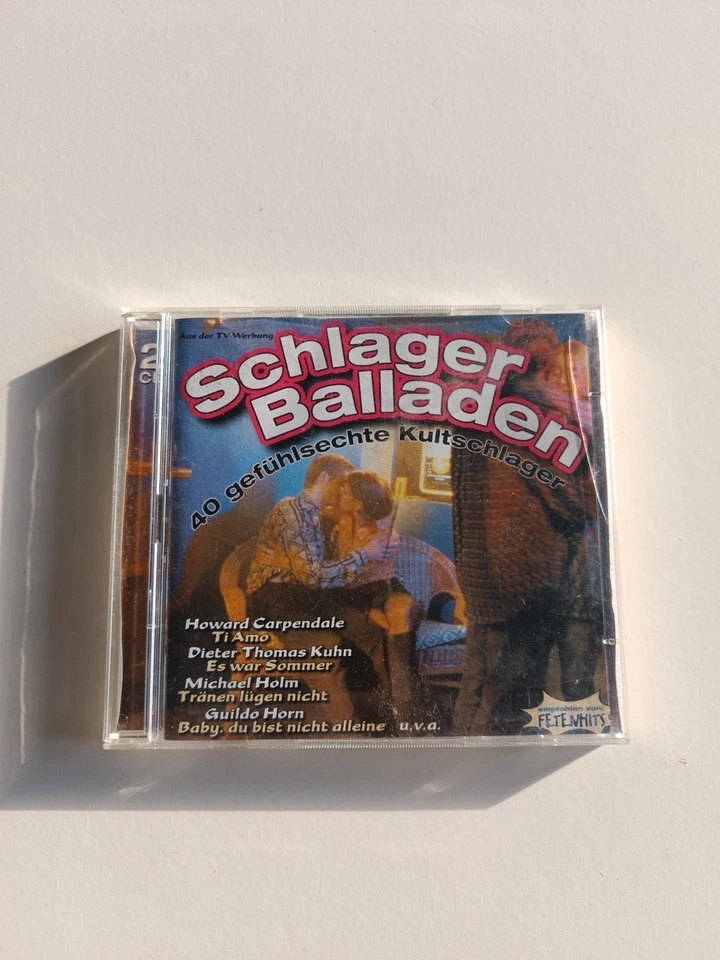 2
CD
Aus der TV-Werbung
Schlager
Balladen
40 gefühlsechte Kultschlager
Howard Carpendale
Ti Amo
Dieter Thomas Kuhn
Es war Sommer
Michael Holm
Tränen lügen nicht
Guildo Horn
Baby, du bist nicht alleine u.v.a.
empfohlen von:
FETENHITS